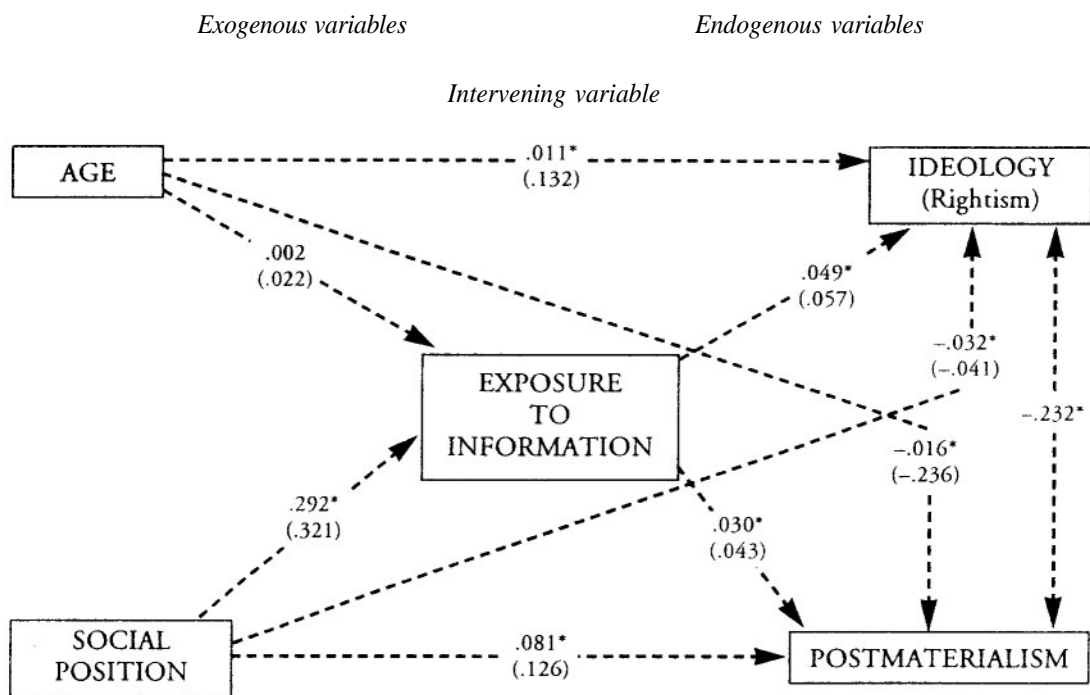 Exogenous variables
Endogenous variables
Intervening variable
AGE
.011*
(.132)
IDEOLOGY
(Rightism)
.002
(.022)
.049*
(.057)
−.032*
(−.041)
EXPOSURE
TO
INFORMATION
−.232*
−.016*
(−.236)
.292*
(.321)
.030*
(.043)
SOCIAL
POSITION
.081*
(.126)
POSTMATERIALISM